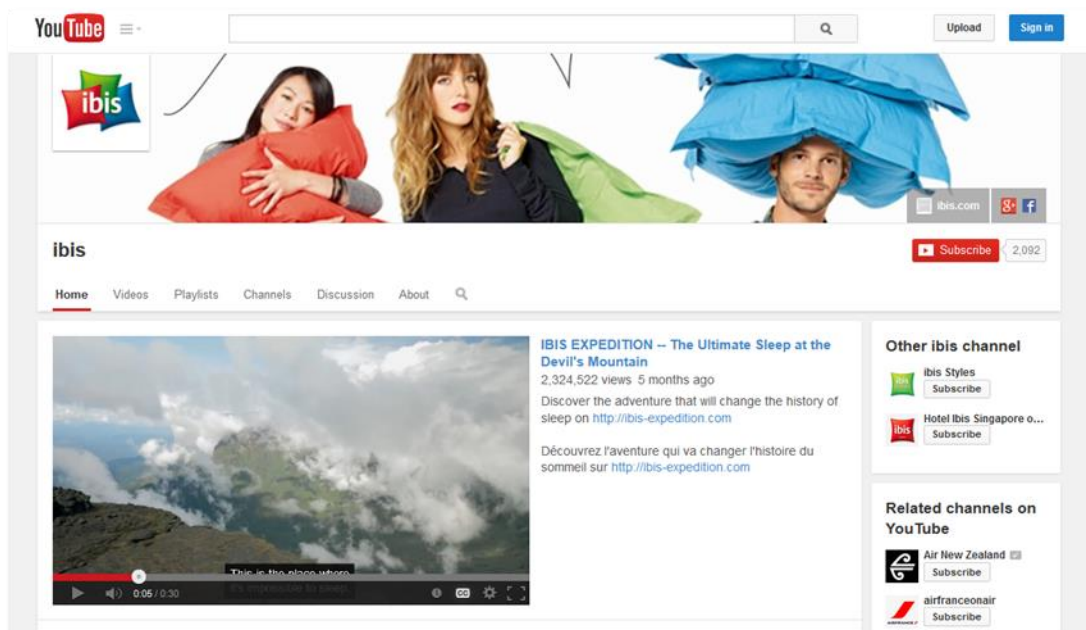 YouTube
Upload
Sign in
ibis
ibis.com
ibis
Subscribe
2,092
Home
Videos
Playlists
Channels
Discussion
About
IBIS EXPEDITION -- The Ultimate Sleep at the
Devil's Mountain
2,324,522 views 5 months ago
Discover the adventure that will change the history of
sleep on http://ibis-expedition.com
Découvrez l'aventure qui va changer l'histoire du
sommeil sur http://ibis-expedition.com
This is the place where
it's impossible to sleep,
0:05 / 0:30
CC
Other ibis channel
ibis
ibis Styles
Subscribe
ibis
Hotel Ibis Singapore o...
Subscribe
Related channels on
YouTube
Air New Zealand
Subscribe
airfranceonair
Subscribe